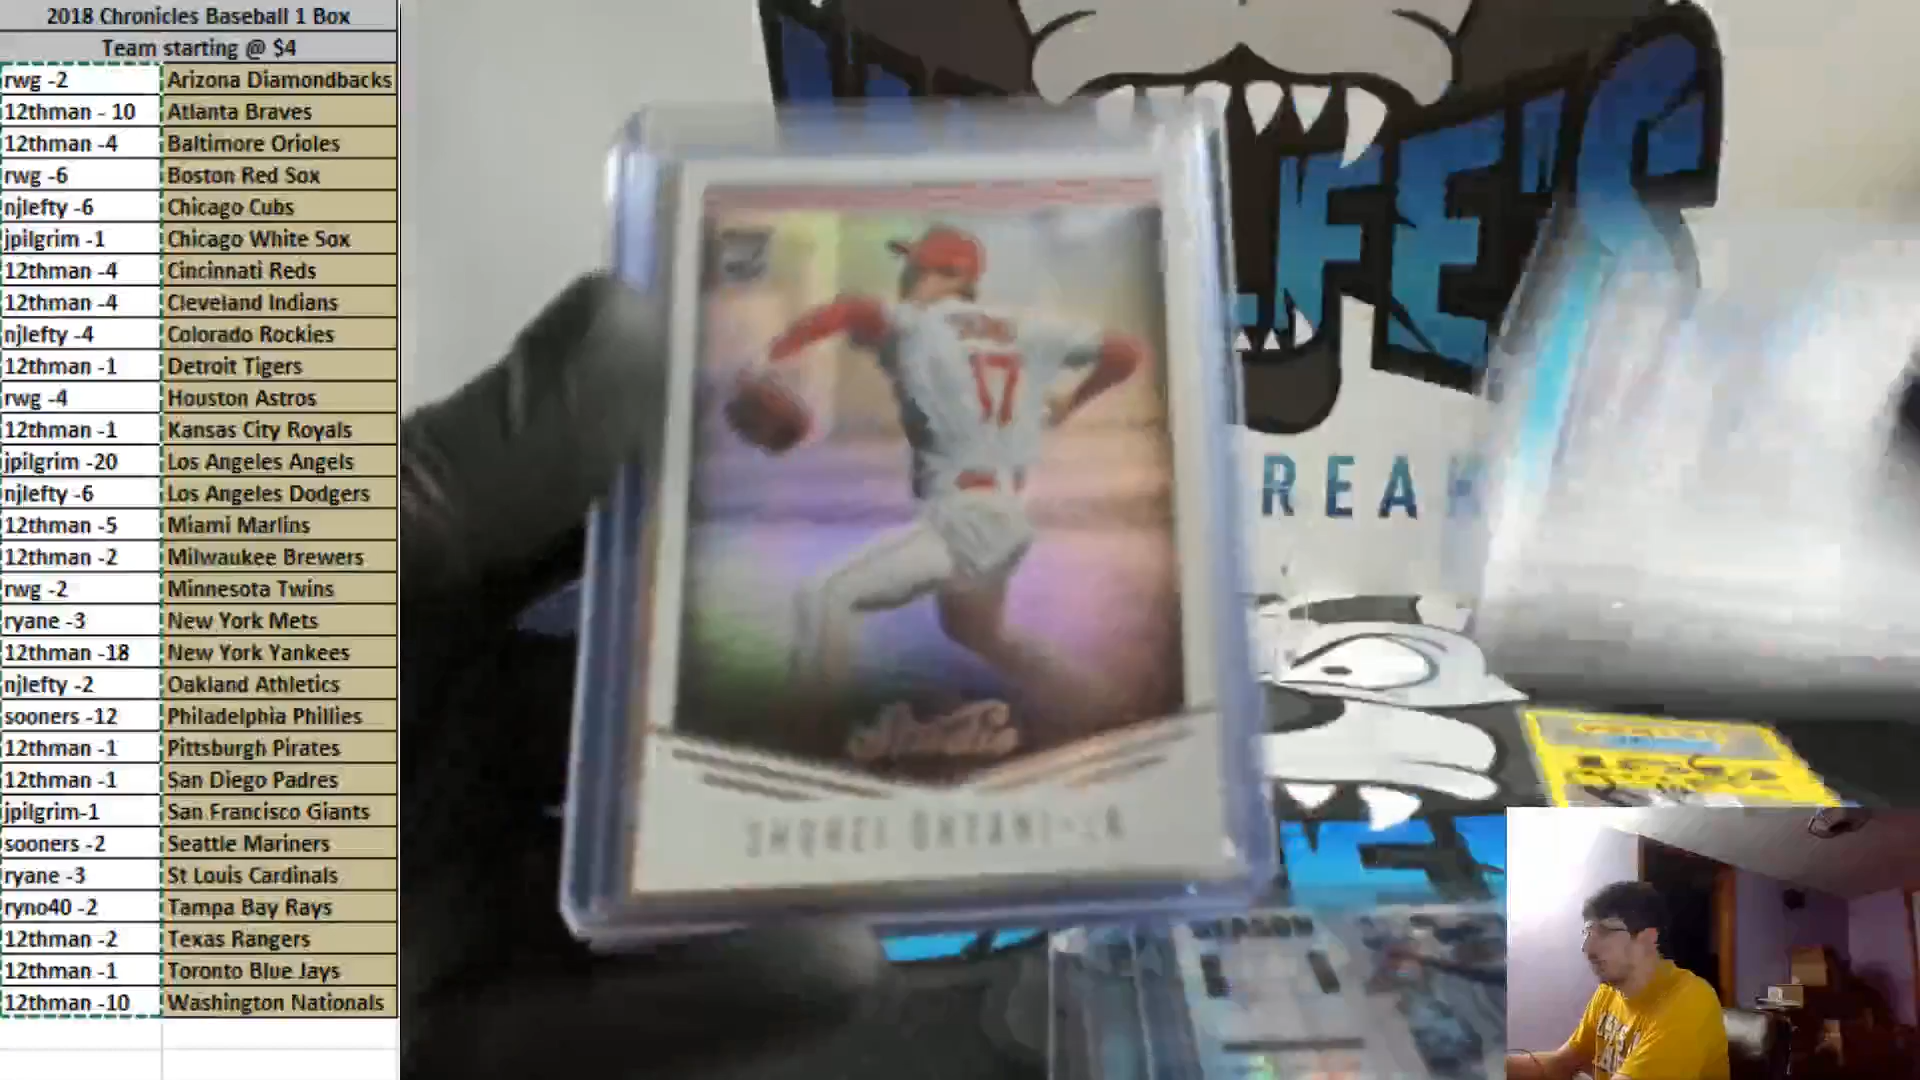 2018 Chronicles Baseball 1 Box
Team starting @ $4
rwg -2 Arizona Diamondbacks
12thman - 10 Atlanta Braves
12thman -4 Baltimore Orioles
rwg -6 Boston Red Sox
njlefty -6 Chicago Cubs
jpilgrim -1 Chicago White Sox
12thman -4 Cincinnati Reds
12thman -4 Cleveland Indians
njlefty -4 Colorado Rockies
12thman -1 Detroit Tigers
rwg -4 Houston Astros
12thman -1 Kansas City Royals
jpilgrim -20 Los Angeles Angels
njlefty -6 Los Angeles Dodgers
12thman -5 Miami Marlins
12thman -2 Milwaukee Brewers
rwg -2 Minnesota Twins
ryane -3 New York Mets
12thman -18 New York Yankees
njlefty -2 Oakland Athletics
sooners -12 Philadelphia Phillies
12thman -1 Pittsburgh Pirates
12thman -1 San Diego Padres
jpilgrim-1 San Francisco Giants
sooners -2 Seattle Mariners
ryane -3 St Louis Cardinals
ryno40 -2 Tampa Bay Rays
12thman -2 Texas Rangers
12thman -1 Toronto Blue Jays
12thman -10 Washington Nationals
17
SHOHEI OHTANI
FE'S
REAK